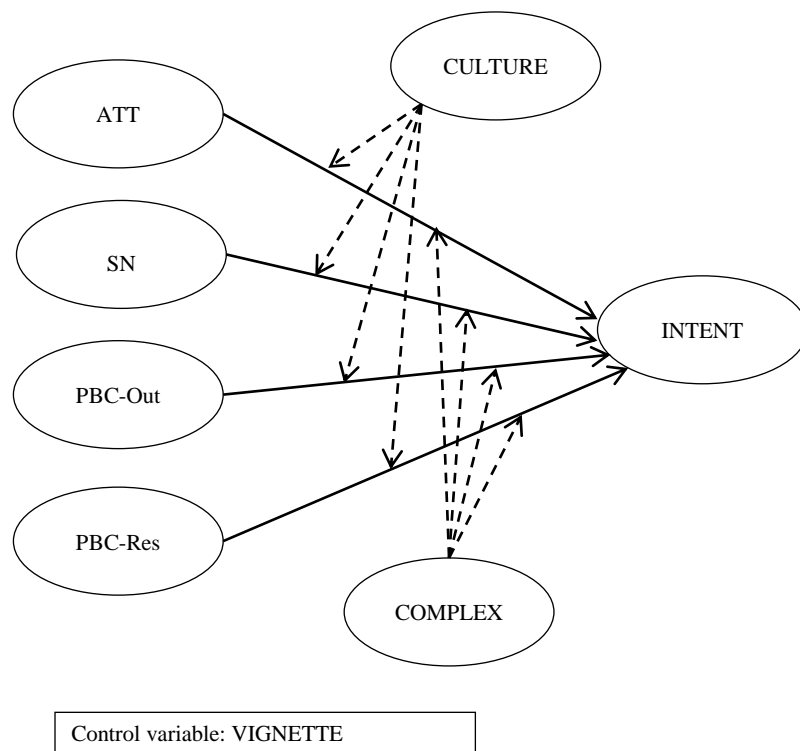 CULTURE
ATT
SN
INTENT
PBC-Out
PBC-Res
COMPLEX
Control variable: VIGNETTE